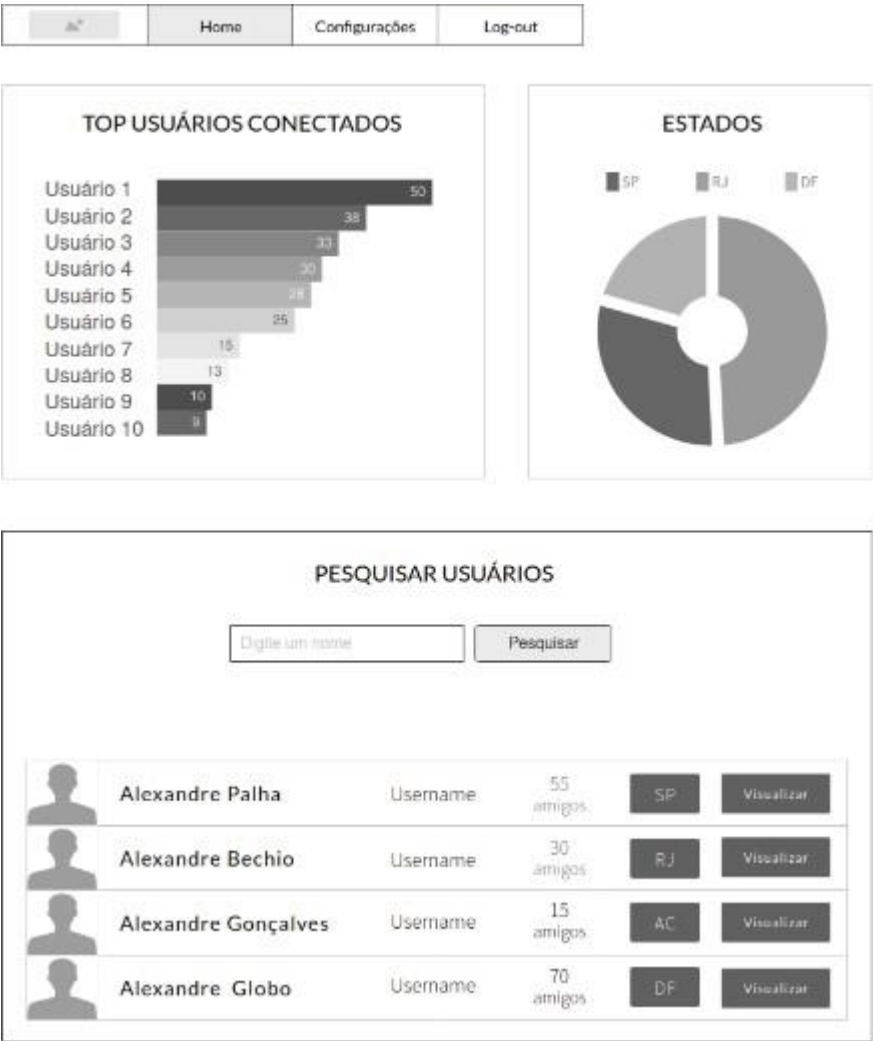 Home Configurações Log-out
TOP USUÁRIOS CONECTADOS
Usuário 1 50
Usuário 2 38
Usuário 3 33
Usuário 4 30
Usuário 5 28
Usuário 6 25
Usuário 7 15
Usuário 8 13
Usuário 9 10
Usuário 10 9
ESTADOS
SP RJ DF
PESQUISAR USUÁRIOS
Digite um nome Pesquisar
Alexandre Palha Username 55 amigos SP Visualizar
Alexandre Bechio Username 30 amigos RJ Visualizar
Alexandre Gonçalves Username 15 amigos AC Visualizar
Alexandre Globo Username 70 amigos DF Visualizar